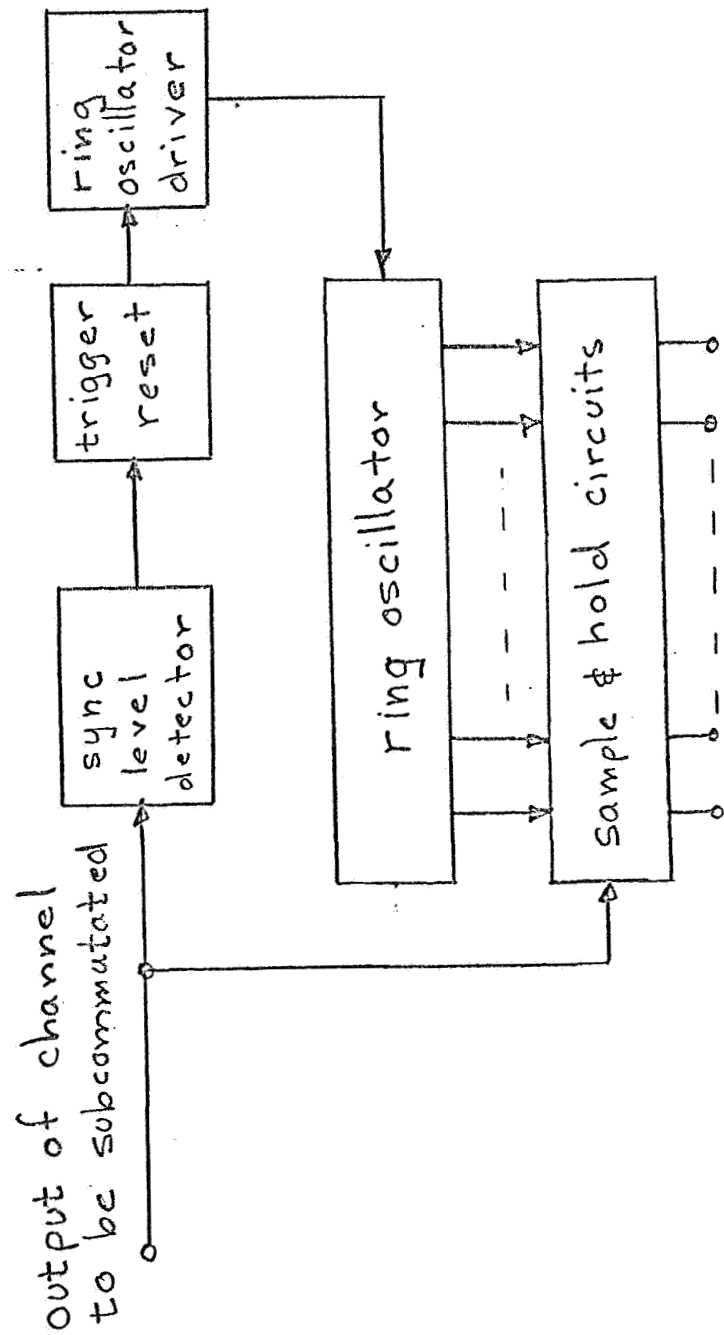 output of channel
to be subcommutated
sync
level
detector
trigger
reset
ring
oscillator
driver
ring oscillator
sample & hold circuits